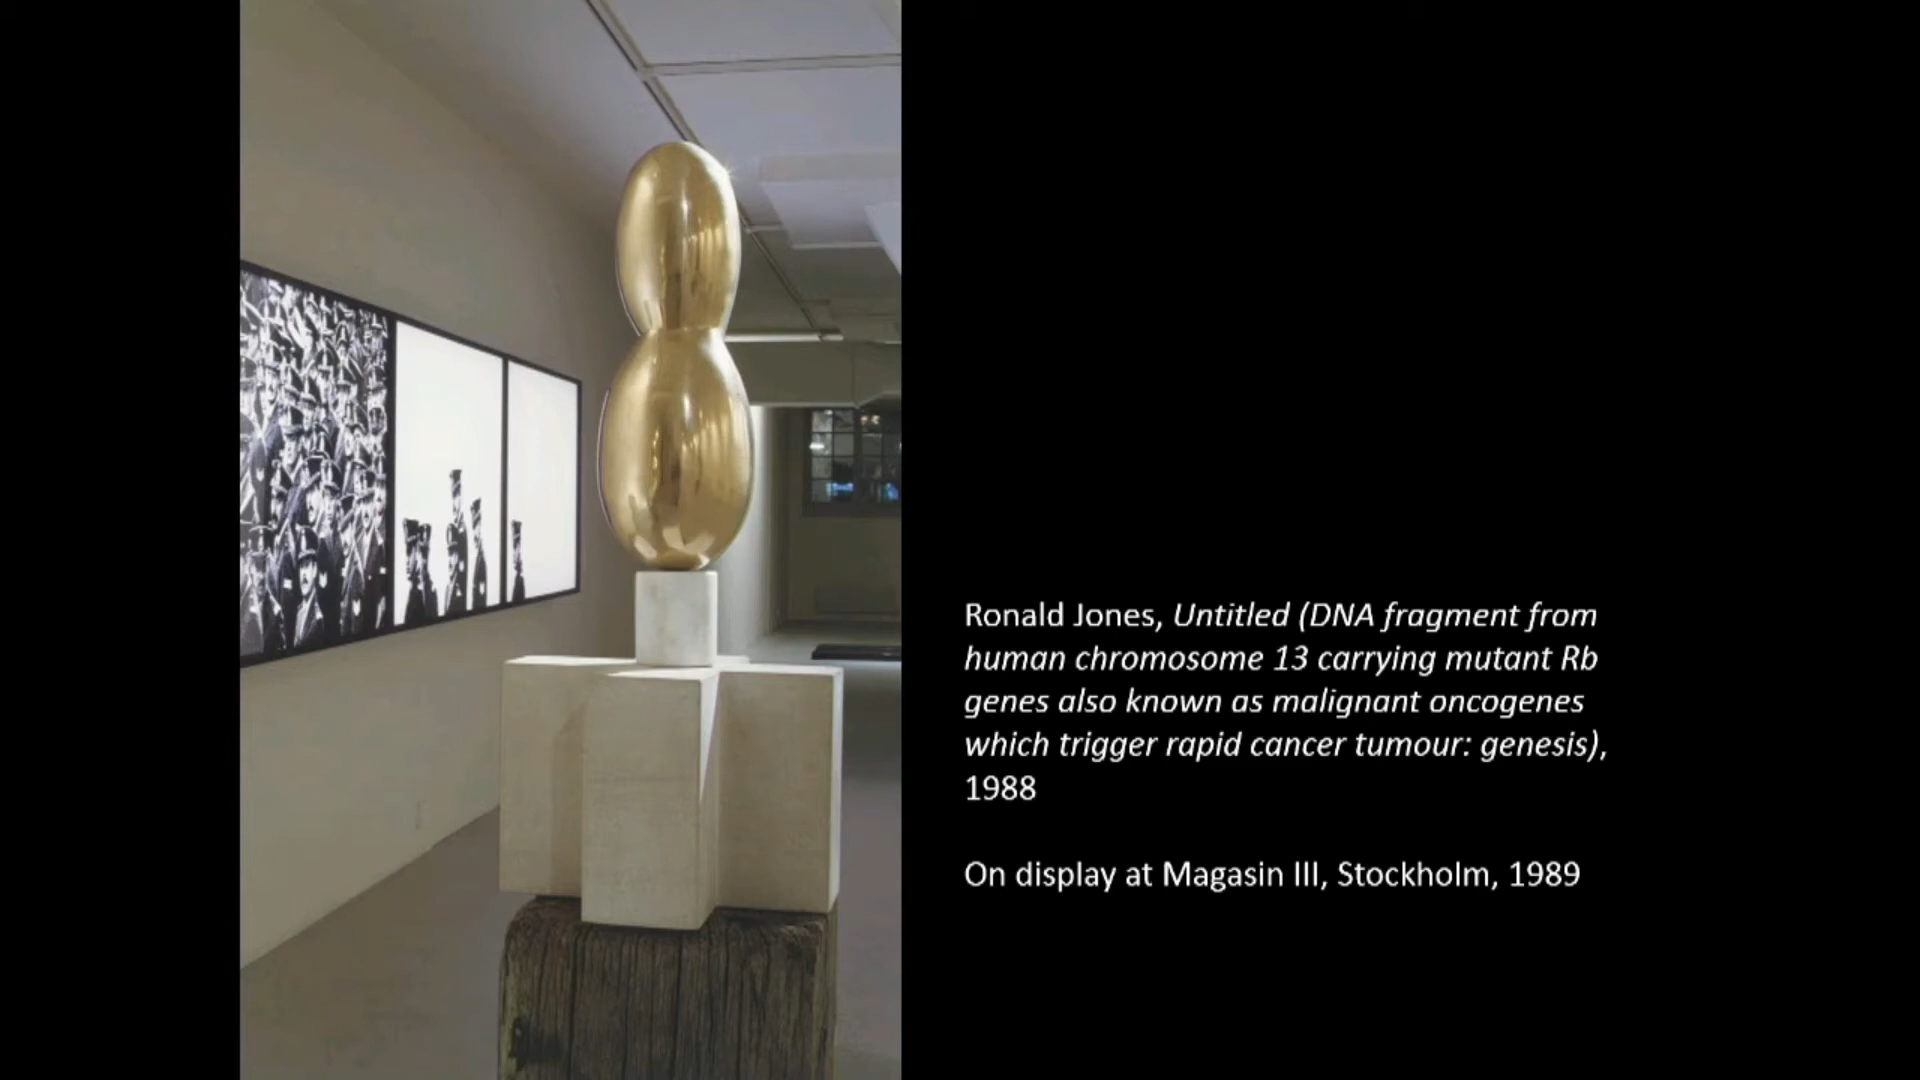 Ronald Jones, Untitled (DNA fragment from
human chromosome 13 carrying mutant Rb
genes also known as malignant oncogenes
which trigger rapid cancer tumour: genesis),
1988
On display at Magasin III, Stockholm, 1989